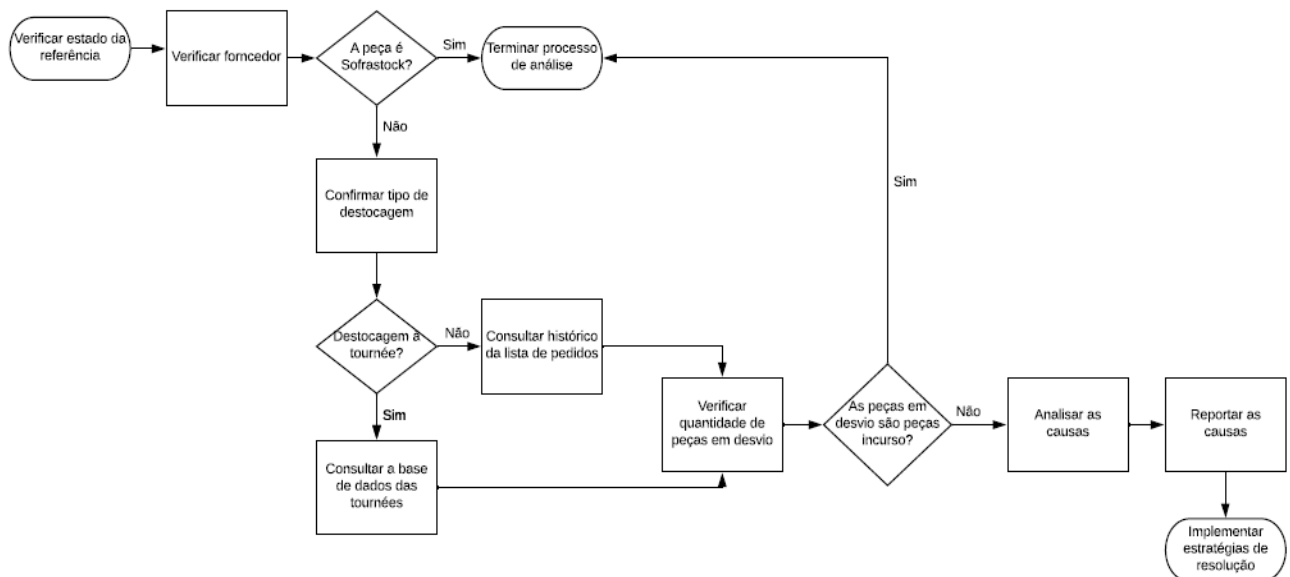 Verificar estado da
referência
Verificar forncedor
A peça é
Sofrastock?
Sim
Terminar processo
de análise
Não
Sim
Confirmar tipo de
destocagem
Destocagem à
tournée?
Não
Consultar histórico
da lista de pedidos
Verificar
quantidade de
peças em desvio
As peças em
desvio são peças
incurso?
Não
Analisar as
causas
Reportar as
causas
Sim
Consultar a base
de dados das
tournées
Implementar
estratégias de
resolução